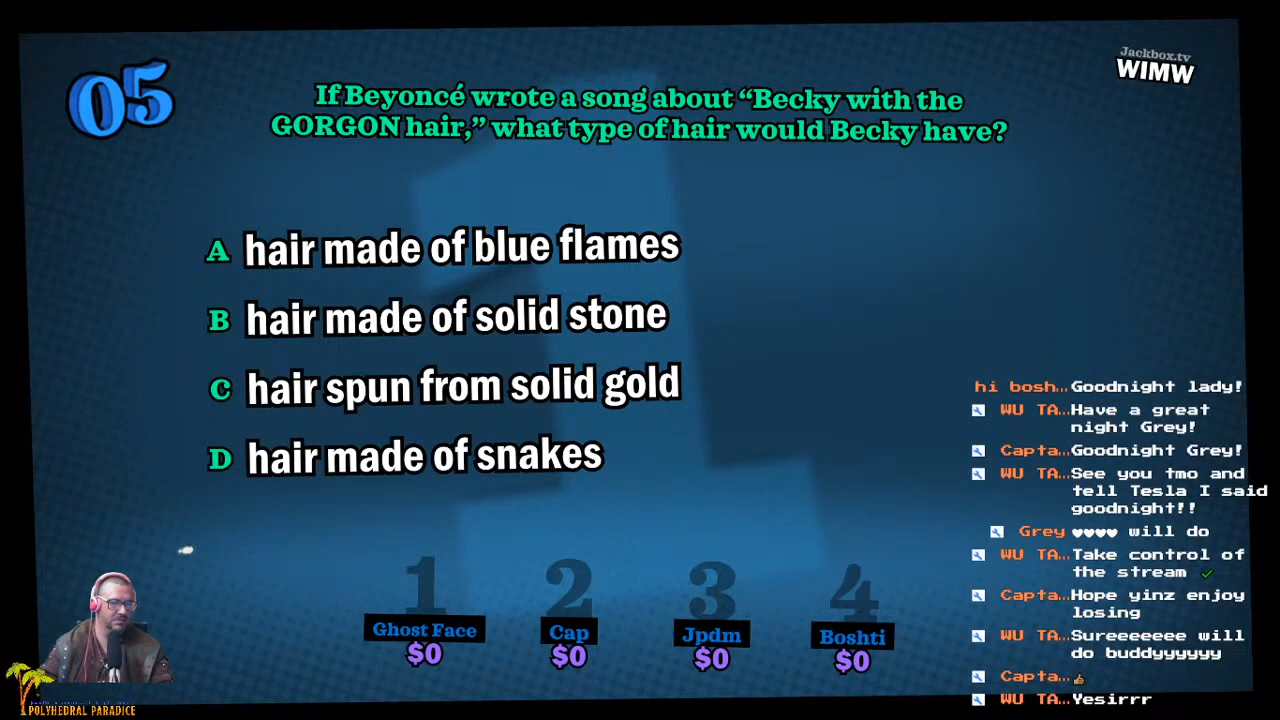 05
Jackbox.tv
WIMW
If Beyoncé wrote a song about “Becky with the
GORGON hair,” what type of hair would Becky have?
A hair made of blue flames
B hair made of solid stone
C hair spun from solid gold
D hair made of snakes
1 2 3 4
Ghost Face Cap Jpdm Boshti
$0 $0 $0 $0
hi bosh… Goodnight lady!
WU TA… Have a great
night Grey!
Capta… Goodnight Grey!
WU TA… See you tmo and
tell Tesla I said
goodnight!!
Grey ♥♥♥♥ will do
WU TA… Take control of
the stream ✓
Capta… Hope yinz enjoy
losing
WU TA… Sureeeeeee will
do buddyyyyyy
Capta… 👍
WU TA… Yesirrr
POLYHEDRAL PARADICE